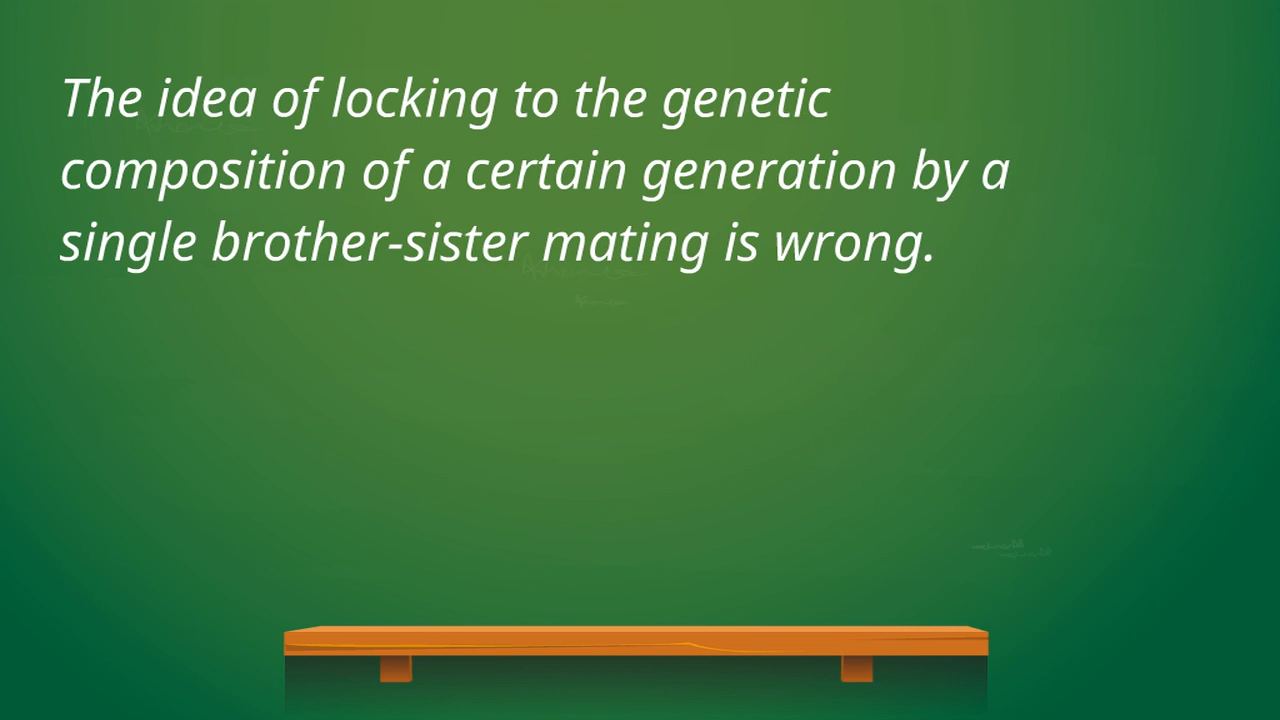 The idea of locking to the genetic
composition of a certain generation by a
single brother-sister mating is wrong.